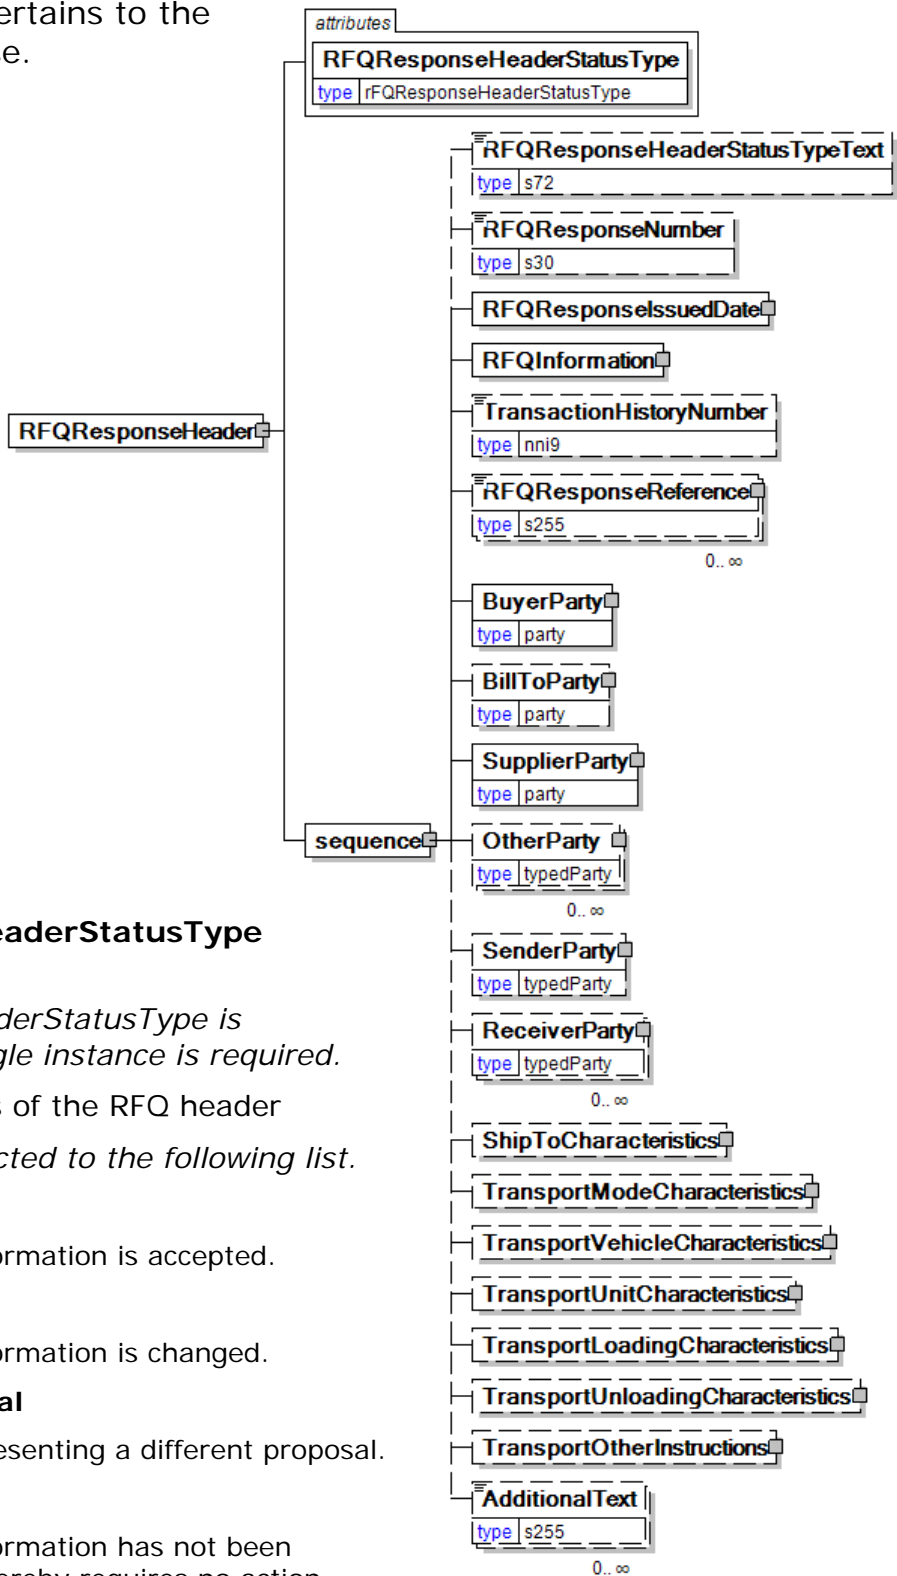 ertains to the
e.
attributes
RFQResponseHeaderStatusType
type rFQResponseHeaderStatusType
RFQResponseHeaderStatusTypeText
type s72
RFQResponseNumber
type s30
RFQResponseIssuedDate
RFQInformation
TransactionHistoryNumber
type nni9
RFQResponseHeader
RFQResponseReference
type s255
0.. ∞
BuyerParty
type party
BillToParty
type party
SupplierParty
type party
sequence
OtherParty
type typedParty
0.. ∞
SenderParty
type typedParty
ReceiverParty
type typedParty
0.. ∞
ShipToCharacteristics
TransportModeCharacteristics
TransportVehicleCharacteristics
TransportUnitCharacteristics
TransportLoadingCharacteristics
TransportUnloadingCharacteristics
TransportOtherInstructions
AdditionalText
type s255
0.. ∞
eaderStatusType
derStatusType is
gle instance is required.
s of the RFQ header
cted to the following list.
ormation is accepted.
ormation is changed.
al
esenting a different proposal.
ormation has not been
ereby requires no action